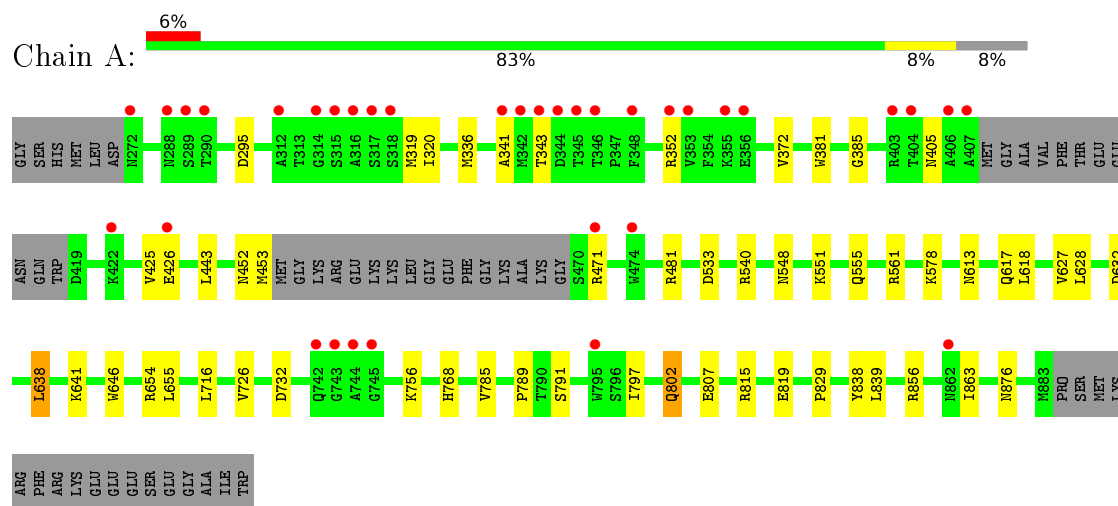 6%
Chain A:
83% 8% 8%
GLY SER HIS MET LEU ASP N272 N288 S289 T290 D295 A312 T313 G314 S315 A316 S317 S318 M319 I320 M336 A341 M342 T343 D344 T345 T346 P347 F348 R352 V353 F354 K355 E356 V372 W381 G385 R403 T404 N405 A406 A407 MET GLY ALA VAL PHE THR GLU
ASN GLN TRP D419 K422 V425 E426 L443 N452 M453 MET GLY LYS ARG GLU LYS LYS LEU GLY GLU PHE GLY LYS ALA LYS GLY S470 R471 W474 R481 D533 R540 N548 K551 Q555 R561 K578 N613 Q617 L618 V627 L628 D632
L638 K641 W646 R654 L655 L716 V726 D732 Q742 G743 A744 G745 K756 H768 V785 P789 T790 S791 W795 S796 I797 Q802 E807 R815 E819 P829 Y838 L839 R856 N862 I863 N876 M883 PRO SER MET LYS
ARG PHE ARG LYS GLU GLU GLU SER GLU GLY ALA ILE TRP